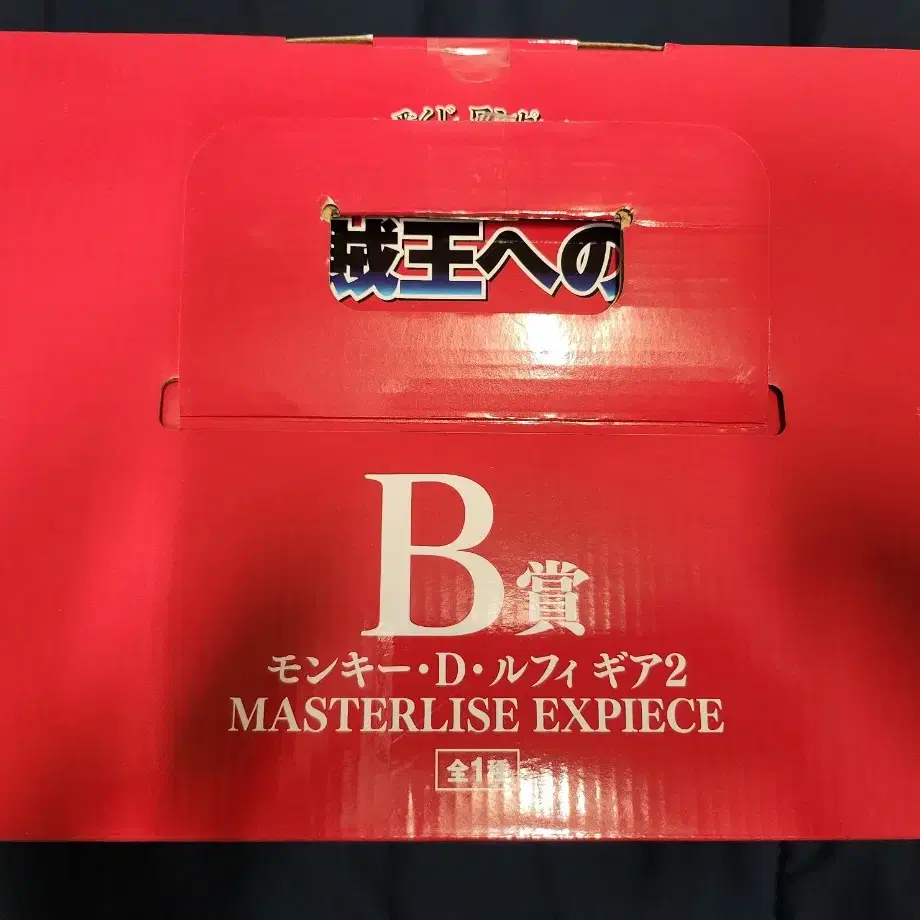 賊王への
B賞
モンキー・D・ルフィ ギア2
MASTERLISE EXPIECE
全1種